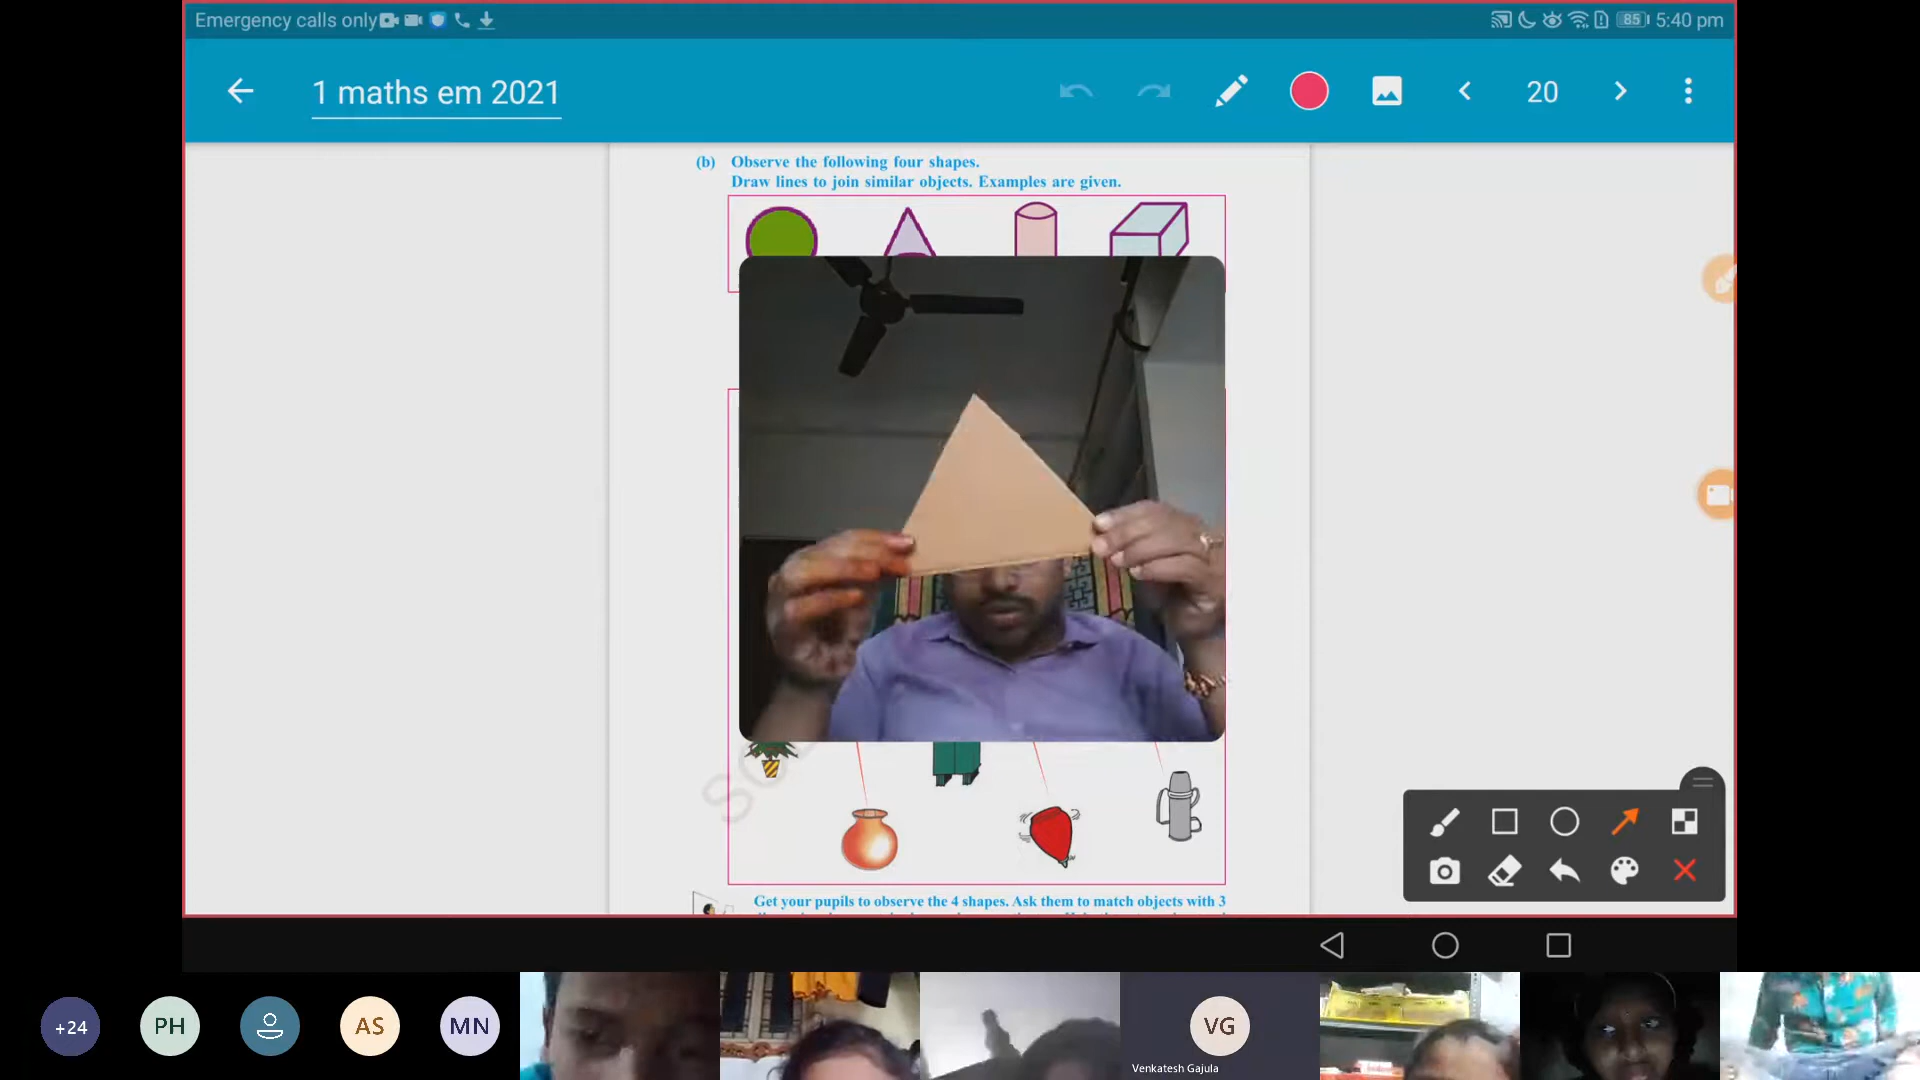 Emergency calls only
85
5:40 pm
1 maths em 2021
20
(b) Observe the following four shapes.
Draw lines to join similar objects. Examples are given.
Get your pupils to observe the 4 shapes. Ask them to match objects with 3
+24
PH
AS
MN
VG
Venkatesh Gajula